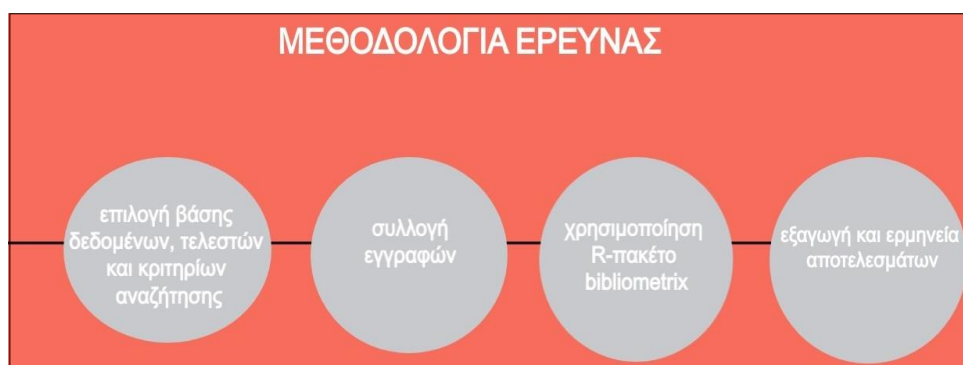 ΜΕΘΟΔΟΛΟΓΙΑ ΕΡΕΥΝΑΣ
επιλογή βάσης
δεδομένων, τελεστών
και κριτηρίων
αναζήτησης
συλλογή
εγγραφών
χρησιμοποίηση
R-πακέτο
bibliometrix
εξαγωγή και ερμηνεία
αποτελεσμάτων